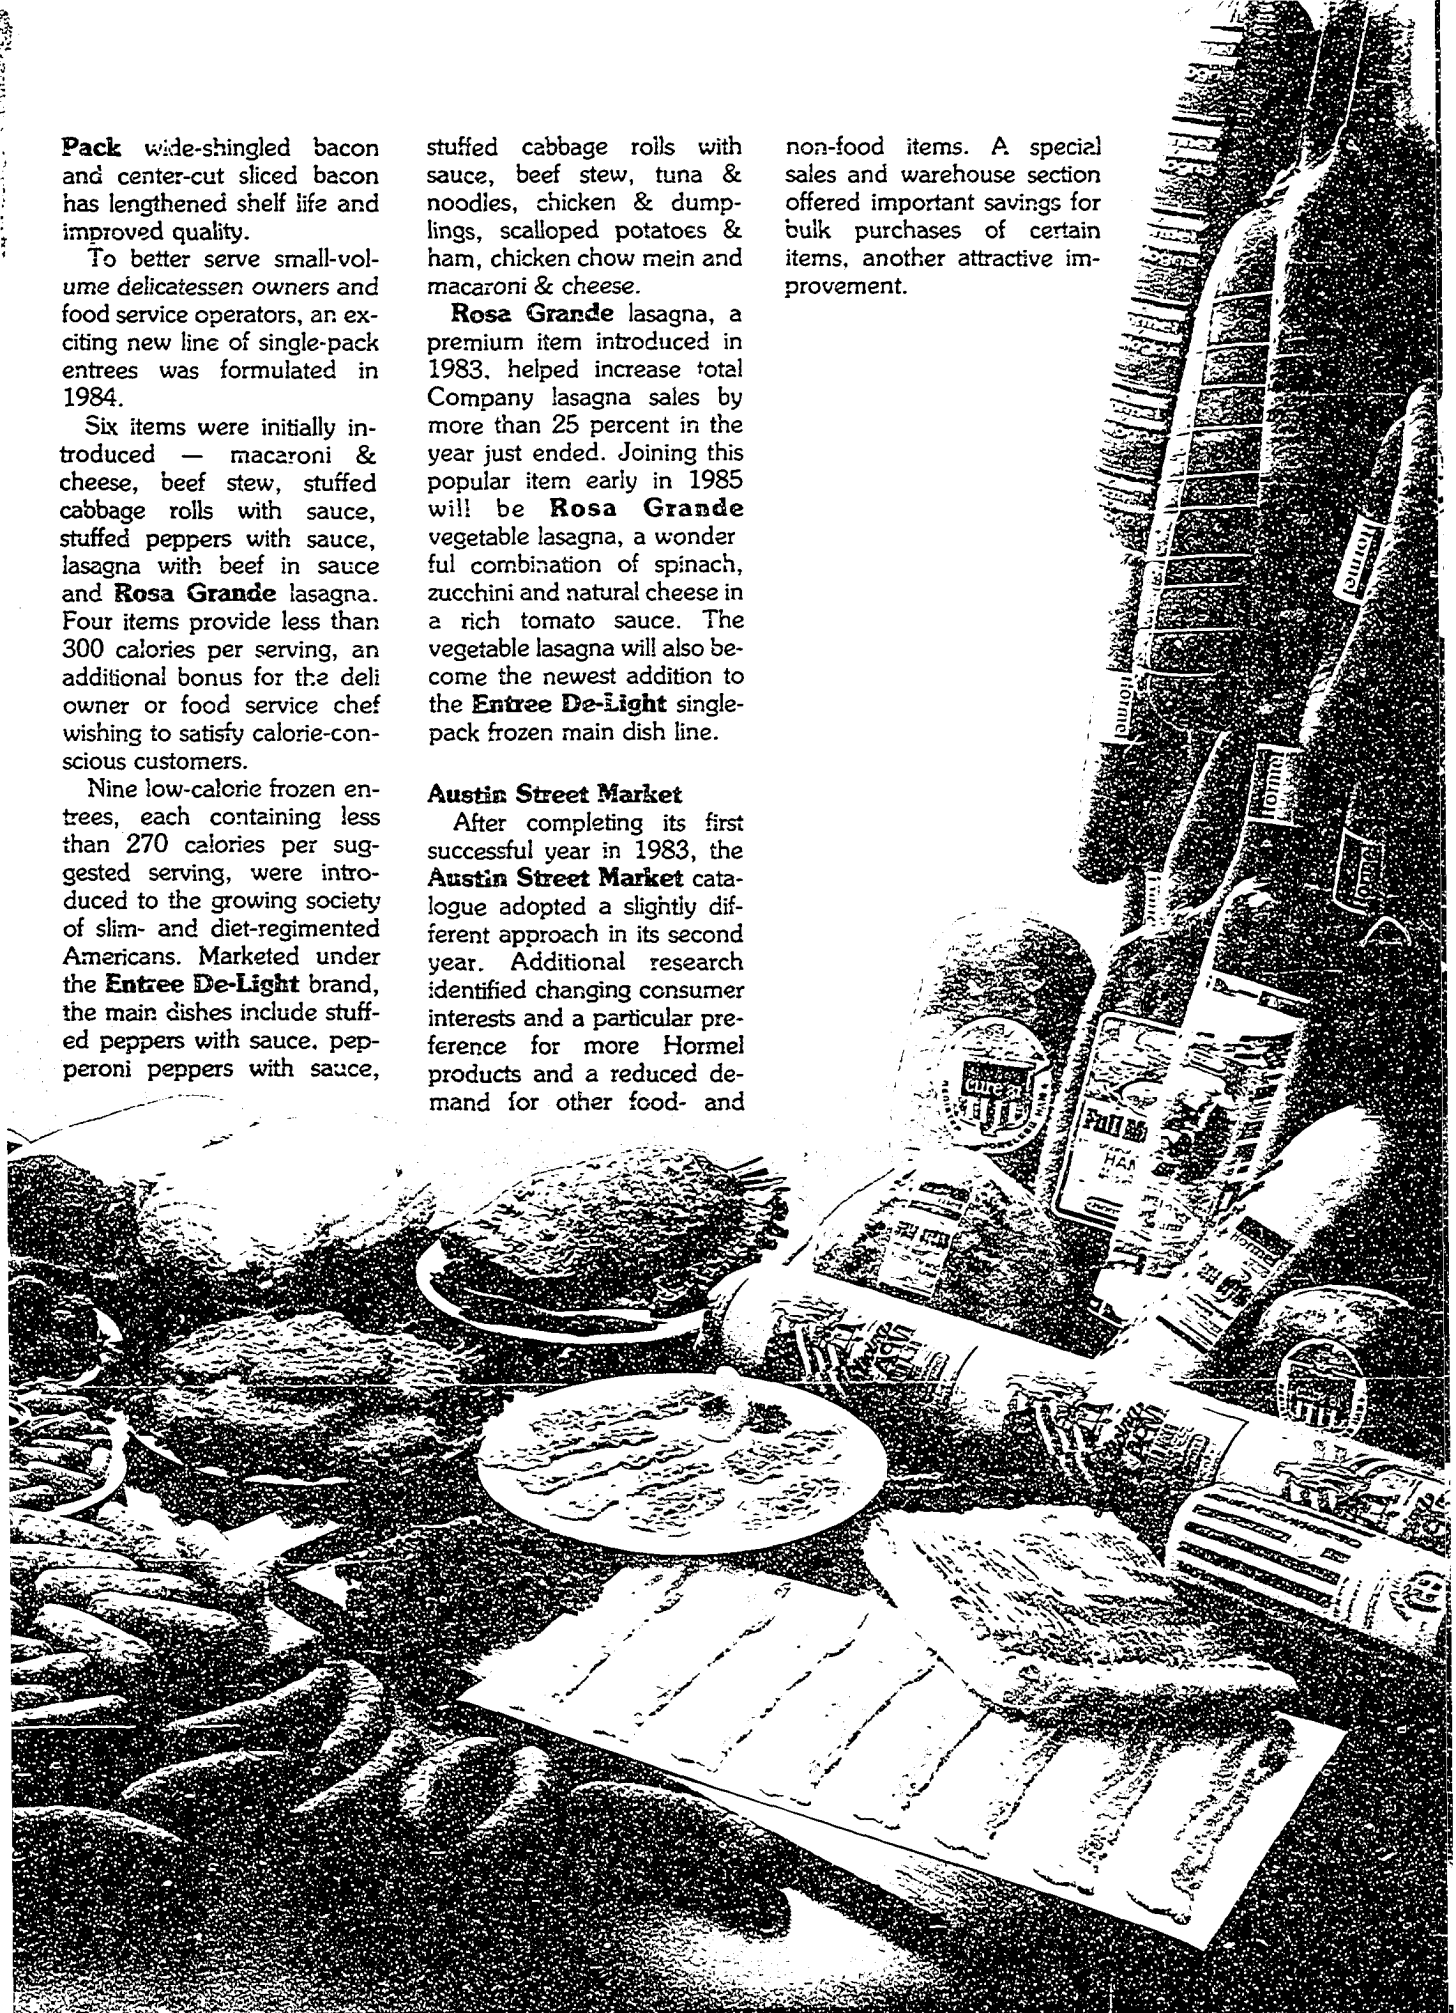 Pack wide-shingled bacon
and center-cut sliced bacon
has lengthened shelf life and
improved quality.
To better serve small-vol-
ume delicatessen owners and
food service operators, an ex-
citing new line of single-pack
entrees was formulated in
1984.
Six items were initially in-
troduced — macaroni &
cheese, beef stew, stuffed
cabbage rolls with sauce,
stuffed peppers with sauce,
lasagna with beef in sauce
and Rosa Grande lasagna.
Four items provide less than
300 calories per serving, an
additional bonus for the deli
owner or food service chef
wishing to satisfy calorie-con-
scious customers.
Nine low-calorie frozen en-
trees, each containing less
than 270 calories per sug-
gested serving, were intro-
duced to the growing society
of slim- and diet-regimented
Americans. Marketed under
the Entree De-Light brand,
the main dishes include stuff-
ed peppers with sauce, pep-
peroni peppers with sauce,
stuffed cabbage rolls with
sauce, beef stew, tuna &
noodles, chicken & dump-
lings, scalloped potatoes &
ham, chicken chow mein and
macaroni & cheese.
Rosa Grande lasagna, a
premium item introduced in
1983, helped increase total
Company lasagna sales by
more than 25 percent in the
year just ended. Joining this
popular item early in 1985
will be Rosa Grande
vegetable lasagna, a wonder
ful combination of spinach,
zucchini and natural cheese in
a rich tomato sauce. The
vegetable lasagna will also be-
come the newest addition to
the Entree De-Light single-
pack frozen main dish line.
Austin Street Market
After completing its first
successful year in 1983, the
Austin Street Market cata-
logue adopted a slightly dif-
ferent approach in its second
year. Additional research
identified changing consumer
interests and a particular pre-
ference for more Hormel
products and a reduced de-
mand for other food- and
non-food items. A special
sales and warehouse section
offered important savings for
bulk purchases of certain
items, another attractive im-
provement.
Hormel
Hormel
Hormel
cure 81
HAM